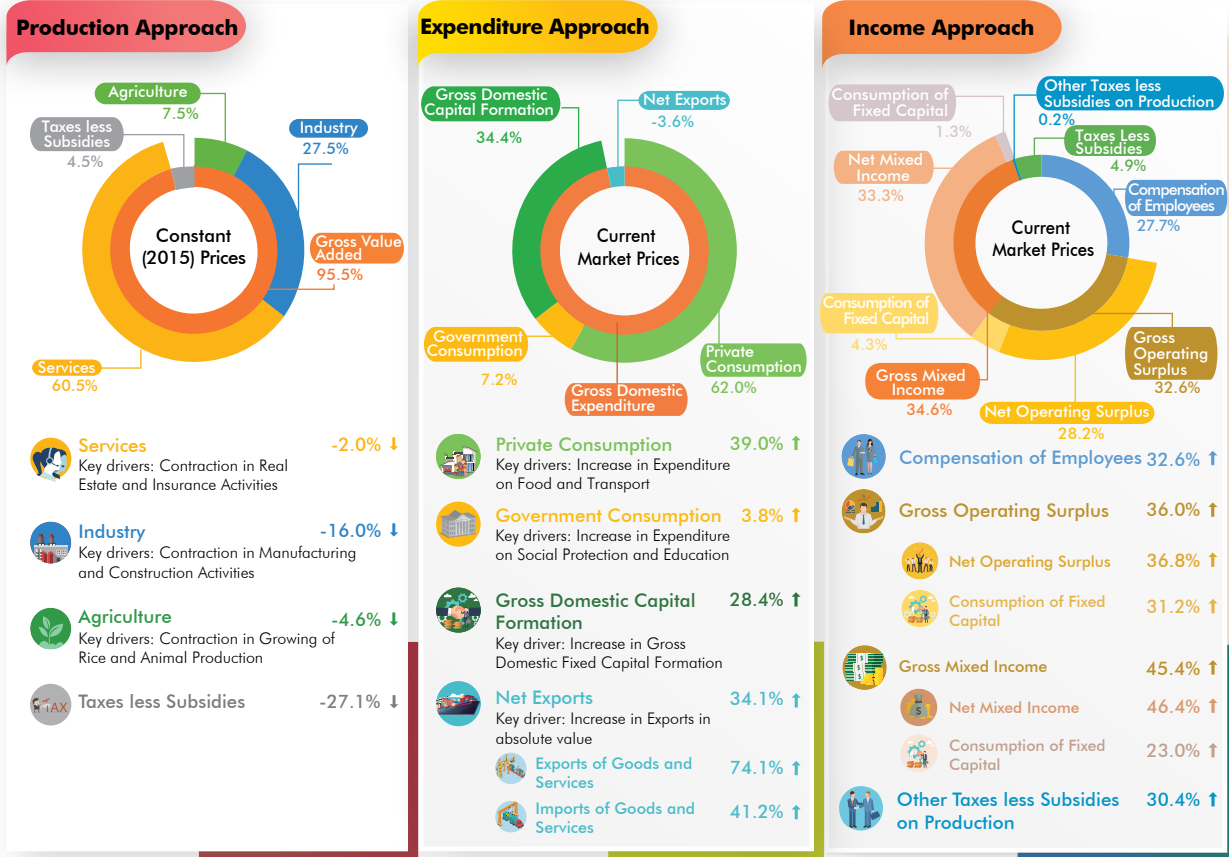 Production Approach
Agriculture
7.5%
Taxes less
Subsidies
4.5%
Industry
27.5%
Constant
(2015) Prices
Gross Value
Added
95.5%
Services
60.5%
Services
-2.0%
Key drivers: Contraction in Real
Estate and Insurance Activities
Industry
-16.0%
Key drivers: Contraction in Manufacturing
and Construction Activities
Agriculture
-4.6%
Key drivers: Contraction in Growing of
Rice and Animal Production
TAX
Taxes less Subsidies
-27.1%
Expenditure Approach
Gross Domestic
Capital Formation
34.4%
Net Exports
-3.6%
Current
Market Prices
Government
Consumption
7.2%
Private
Consumption
62.0%
Gross Domestic
Expenditure
Private Consumption
39.0%
Key drivers: Increase in Expenditure
on Food and Transport
Government Consumption
3.8%
Key drivers: Increase in Expenditure
on Social Protection and Education
Gross Domestic Capital
Formation
28.4%
Key driver: Increase in Gross
Domestic Fixed Capital Formation
Net Exports
34.1%
Key driver: Increase in Exports in
absolute value
Exports of Goods and
Services
74.1%
Imports of Goods and
Services
41.2%
Income Approach
Consumption of
Fixed Capital
1.3%
Other Taxes less
Subsidies on Production
0.2%
Taxes Less
Subsidies
4.9%
Net Mixed
Income
33.3%
Compensation
of Employees
27.7%
Current
Market Prices
Consumption of
Fixed Capital
4.3%
Gross
Operating
Surplus
32.6%
Gross Mixed
Income
34.6%
Net Operating Surplus
28.2%
Compensation of Employees
32.6%
Gross Operating Surplus
36.0%
Net Operating Surplus
36.8%
Consumption of Fixed
Capital
31.2%
Gross Mixed Income
45.4%
$
Net Mixed Income
46.4%
Consumption of Fixed
Capital
23.0%
Other Taxes less Subsidies
on Production
30.4%